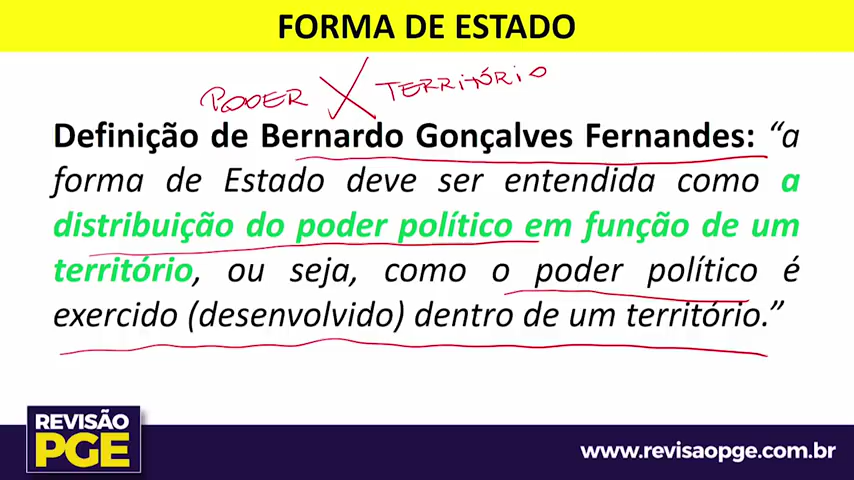 FORMA DE ESTADO
PODER X TERRITÓRIO
Definição de Bernardo Gonçalves Fernandes: “a
forma de Estado deve ser entendida como a
distribuição do poder político em função de um
território, ou seja, como o poder político é
exercido (desenvolvido) dentro de um território.”
REVISÃO
PGE
www.revisaopge.com.br